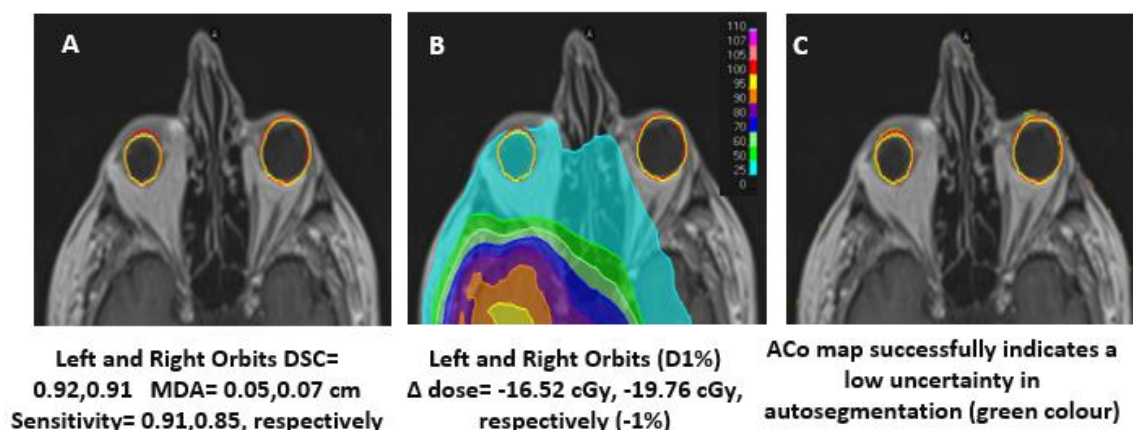 A
B
C
A
A
A
110
107
105
100
95
90
80
70
60
50
25
0
Left and Right Orbits DSC=
0.92,0.91 MDA= 0.05,0.07 cm
Sensitivity= 0.91,0.85, respectively
Left and Right Orbits (D1%)
Δ dose= -16.52 cGy, -19.76 cGy,
respectively (-1%)
ACo map successfully indicates a
low uncertainty in
autosegmentation (green colour)